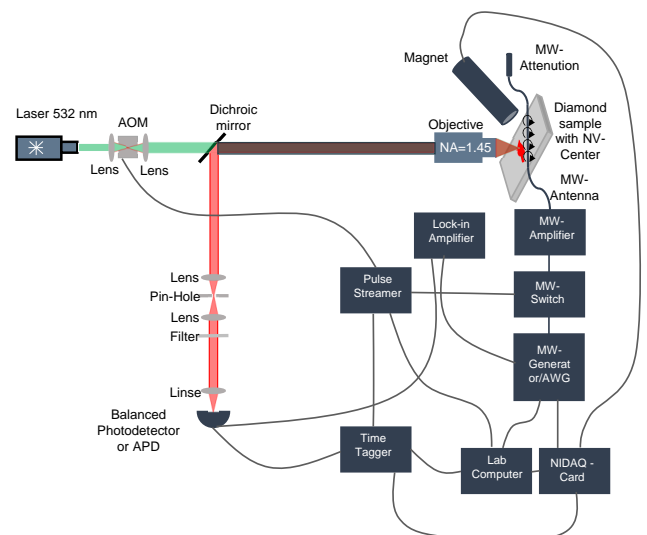 Laser 532 nm
AOM
Lens
Lens
Dichroic
mirror
Objective
NA=1.45
Magnet
MW-
Attenution
Diamond
sample
with NV-
Center
MW-
Antenna
Lock-in
Amplifier
MW-
Amplifier
Pulse
Streamer
MW-
Switch
MW-
Generat
or/AWG
Lens
Pin-Hole
Lens
Filter
Linse
Balanced
Photodetector
or APD
Time
Tagger
Lab
Computer
NIDAQ -
Card